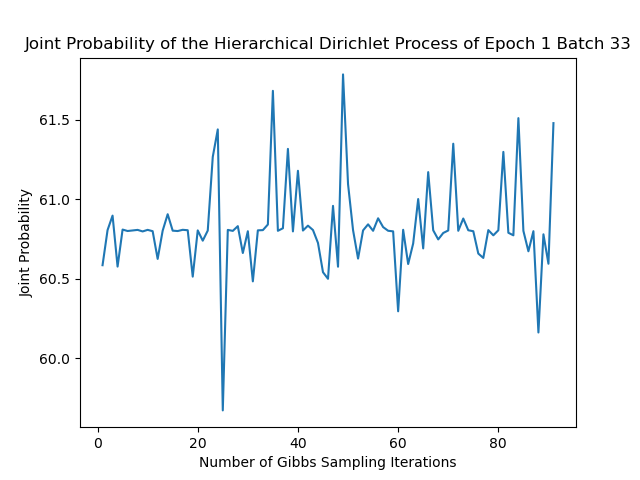 Joint Probability of the Hierarchical Dirichlet Process of Epoch 1 Batch 33
61.5
61.0
60.5
60.0
Joint Probability
0 20 40 60 80
Number of Gibbs Sampling Iterations